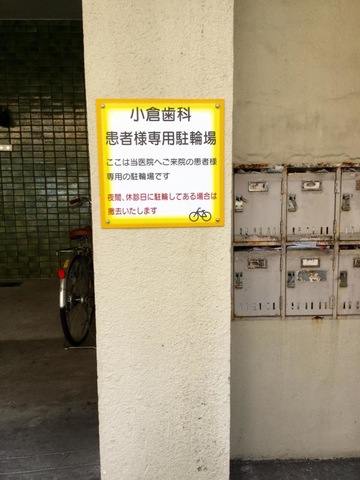 小倉歯科
患者様専用駐輪場
ここは当医院へご来院の患者様
専用の駐輪場です
夜間、休診日に駐輪してある場合は
撤去いたします